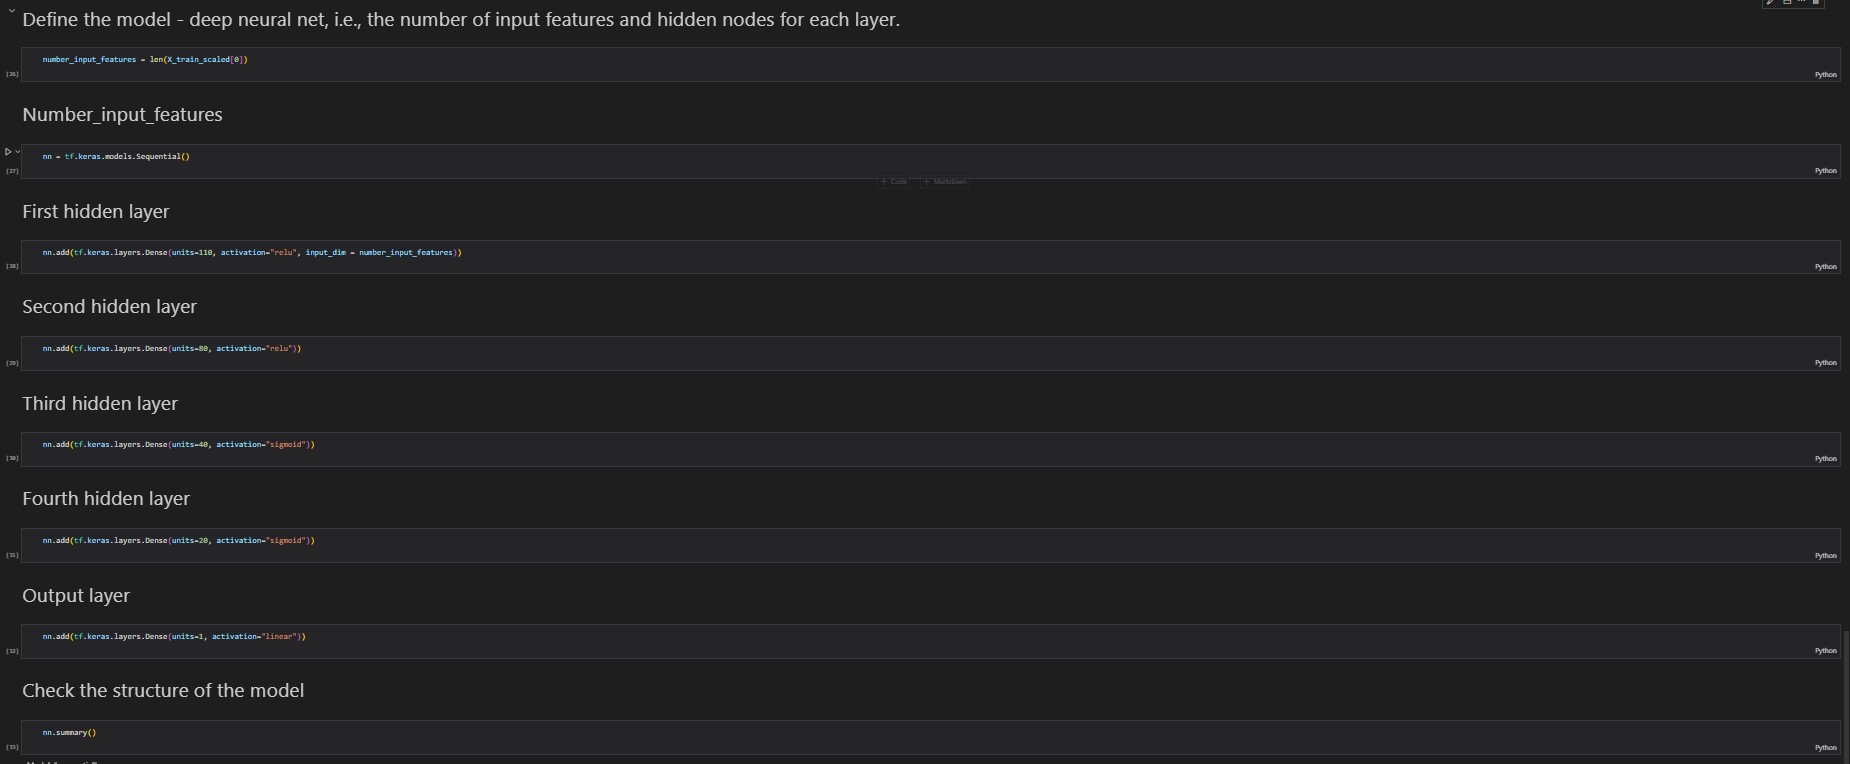 Define the model - deep neural net, i.e., the number of input features and hidden nodes for each layer.
number_input_features = len(X_train_scaled[0])
[26]
Python
Number_input_features
nn = tf.keras.models.Sequential()
[27]
Python
+ Code + Markdown
First hidden layer
nn.add(tf.keras.layers.Dense(units=110, activation="relu", input_dim = number_input_features))
[28]
Python
Second hidden layer
nn.add(tf.keras.layers.Dense(units=80, activation="relu"))
[29]
Python
Third hidden layer
nn.add(tf.keras.layers.Dense(units=40, activation="sigmoid"))
[30]
Python
Fourth hidden layer
nn.add(tf.keras.layers.Dense(units=20, activation="sigmoid"))
[31]
Python
Output layer
nn.add(tf.keras.layers.Dense(units=1, activation="linear"))
[32]
Python
Check the structure of the model
nn.summary()
[33]
Python